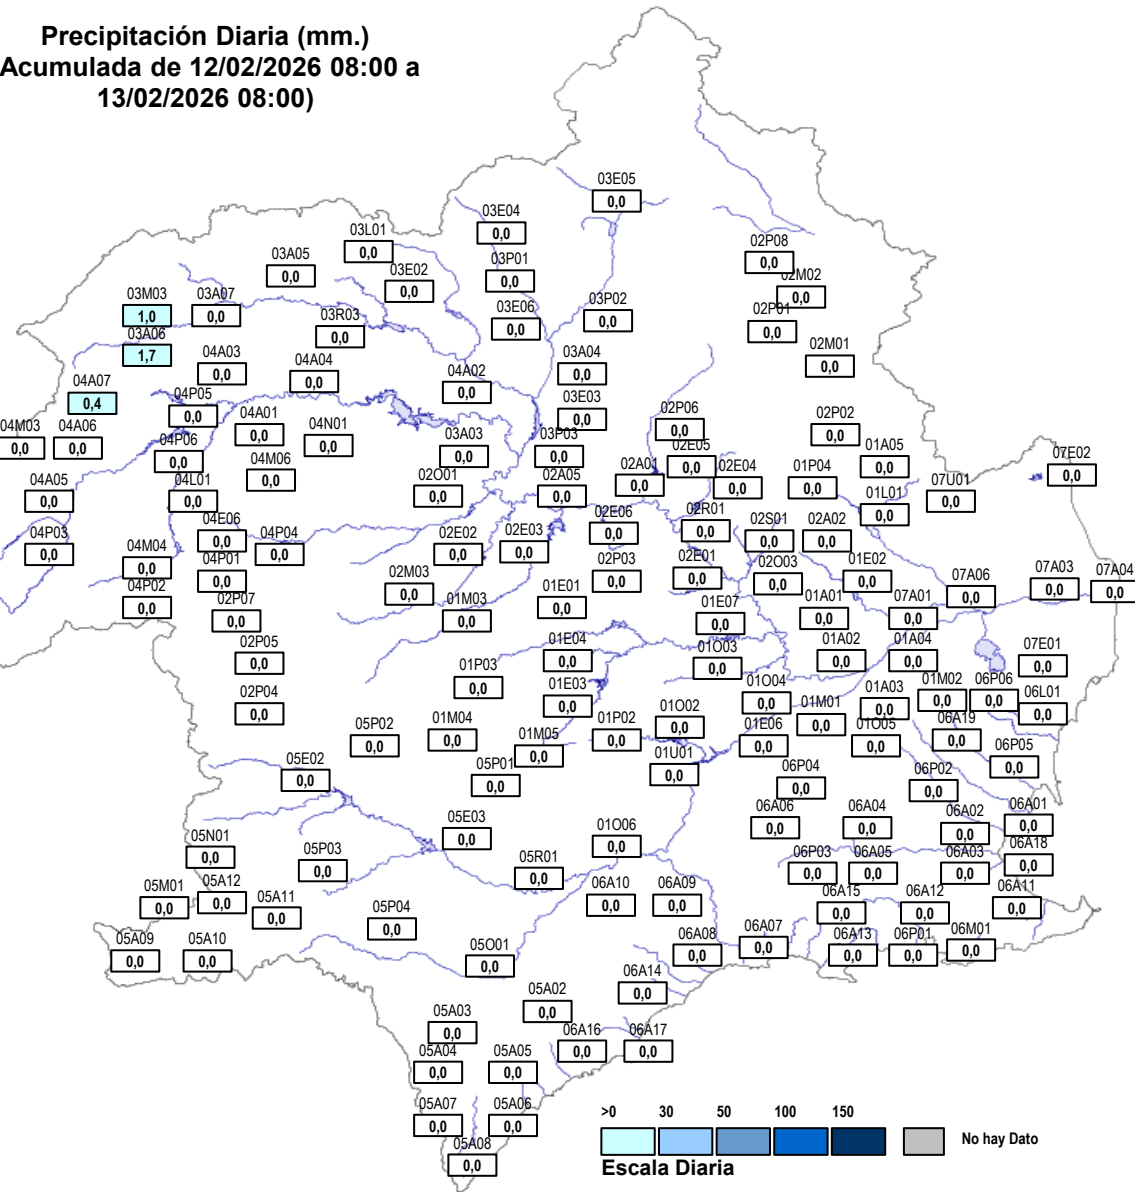 Precipitación Diaria (mm.)
Acumulada de 12/02/2026 08:00 a
13/02/2026 08:00)
03E05
0,0
03E04
0,0
03L01
0,0
03A05
0,0
03E02
0,0
03P01
0,0
02P08
0,0
02M02
0,0
03M03
1,0
03A07
0,0
03R03
0,0
03E06
0,0
03P02
0,0
02P01
0,0
03A06
1,7
04A03
0,0
04A04
0,0
04A02
0,0
03A04
0,0
02M01
0,0
04A07
0,4
04P05
0,0
04A01
0,0
04N01
0,0
03E03
0,0
02P06
0,0
02P02
0,0
04M03
0,0
04A06
0,0
04P06
0,0
04M06
0,0
03A03
0,0
03P03
0,0
02E05
0,0
01A05
0,0
07E02
0,0
04A05
0,0
04L01
0,0
02O01
0,0
02A05
0,0
02A01
0,0
02E04
0,0
01P04
0,0
07U01
0,0
01L01
0,0
04P03
0,0
04E06
0,0
04P04
0,0
02E02
0,0
02E03
0,0
02E06
0,0
02R01
0,0
02S01
0,0
02A02
0,0
04M04
0,0
04P01
0,0
02M03
0,0
02P03
0,0
02E01
0,0
02O03
0,0
01E02
0,0
07A06
0,0
07A03
0,0
07A04
0,0
04P02
0,0
02P07
0,0
01M03
0,0
01E01
0,0
01E07
0,0
01A01
0,0
07A01
0,0
02P05
0,0
01E04
0,0
01O03
0,0
01A02
0,0
01A04
0,0
07E01
0,0
02P04
0,0
01P03
0,0
01E03
0,0
01O04
0,0
01A03
0,0
01M02
0,0
06P06
0,0
06L01
0,0
05P02
0,0
01M04
0,0
01M05
0,0
01P02
0,0
01O02
0,0
01E06
0,0
01M01
0,0
01O05
0,0
06A19
0,0
05E02
0,0
05P01
0,0
01U01
0,0
06P04
0,0
06P02
0,0
06P05
0,0
05N01
0,0
05E03
0,0
01O06
0,0
06A06
0,0
06A04
0,0
06A02
0,0
06A01
0,0
05P03
0,0
05R01
0,0
06P03
0,0
06A05
0,0
06A03
0,0
06A18
0,0
05M01
0,0
05A12
0,0
05A11
0,0
05P04
0,0
06A10
0,0
06A09
0,0
06A15
0,0
06A12
0,0
06A11
0,0
05A09
0,0
05A10
0,0
05O01
0,0
06A08
0,0
06A07
0,0
06A13
0,0
06P01
0,0
06M01
0,0
06A14
0,0
05A03
0,0
05A02
0,0
06A16
0,0
06A17
0,0
05A04
0,0
05A05
0,0
05A07
0,0
05A06
0,0
05A08
0,0
>0 30 50 100 150
No hay Dato
Escala Diaria